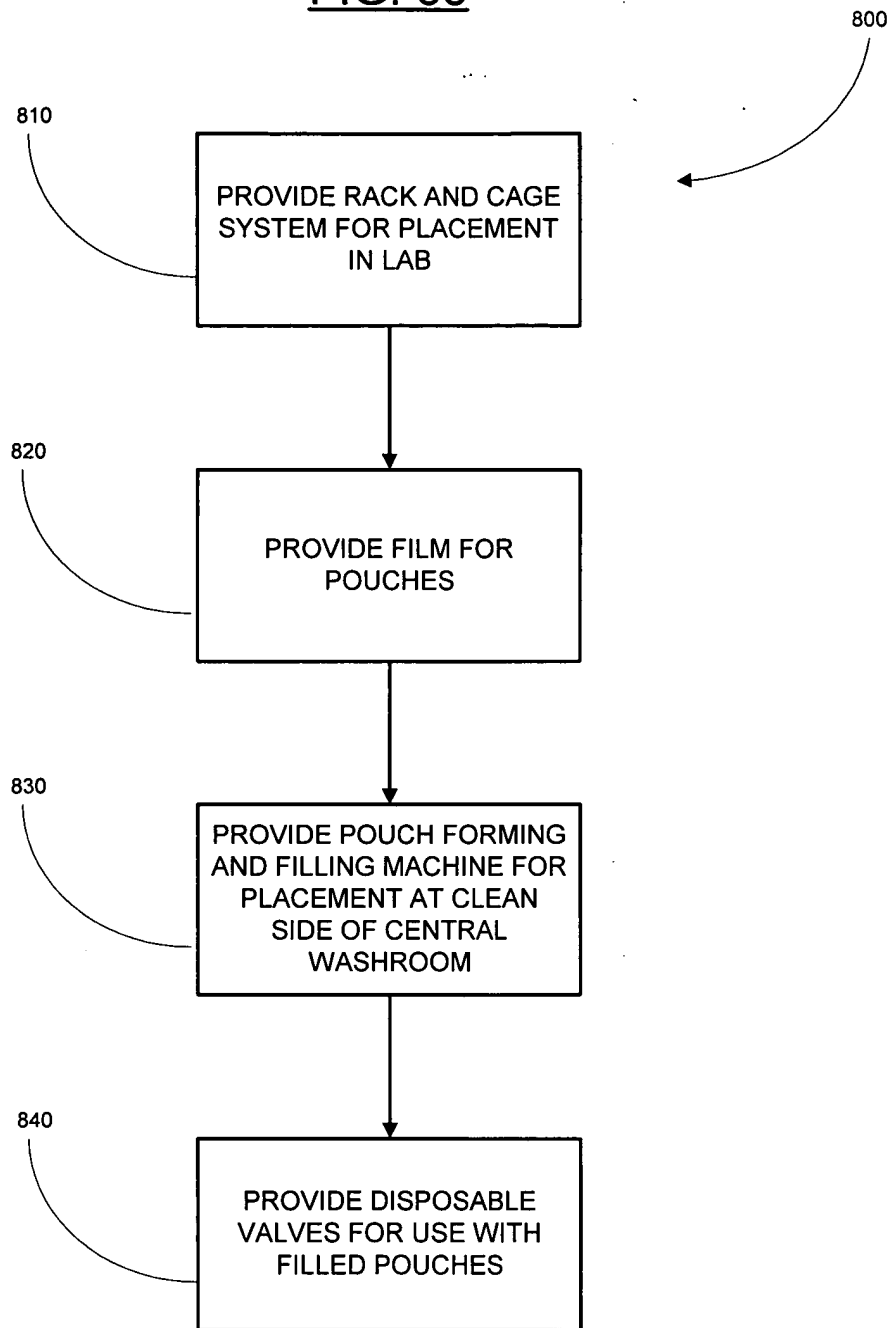 800
810
PROVIDE RACK AND CAGE
SYSTEM FOR PLACEMENT
IN LAB
820
PROVIDE FILM FOR
POUCHES
830
PROVIDE POUCH FORMING
AND FILLING MACHINE FOR
PLACEMENT AT CLEAN
SIDE OF CENTRAL
WASHROOM
840
PROVIDE DISPOSABLE
VALVES FOR USE WITH
FILLED POUCHES